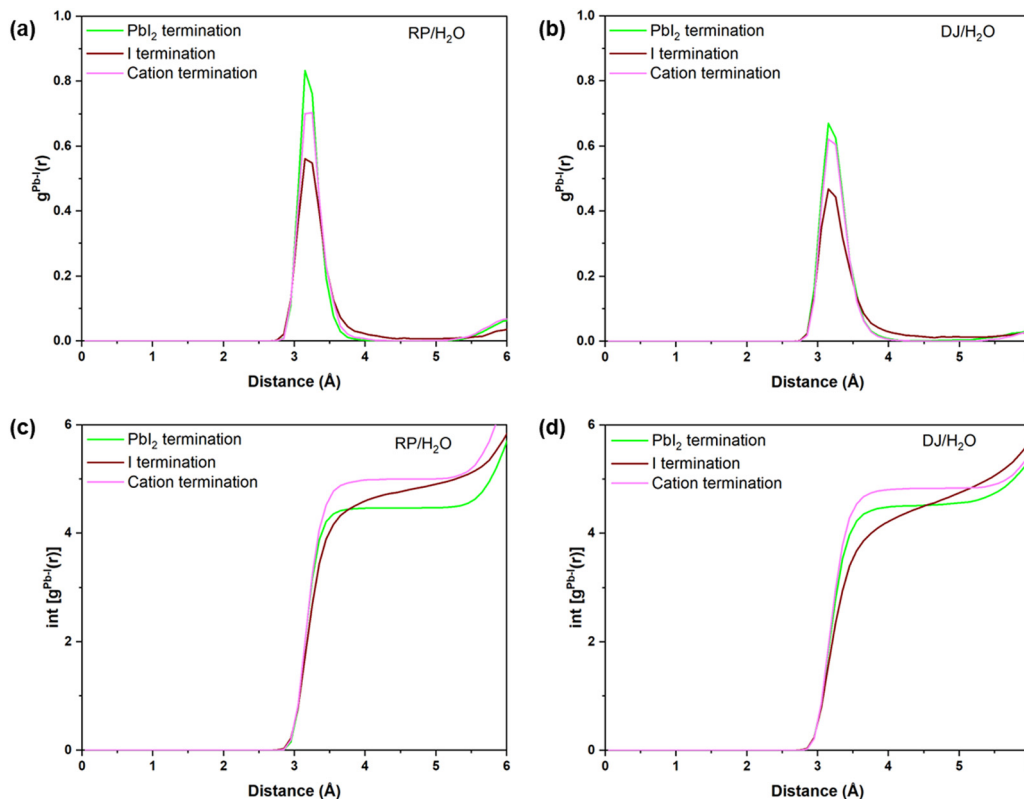 (a)
PbI₂ termination
I termination
Cation termination
RP/H₂O
1.0
0.8
0.6
0.4
0.2
0.0
g^Pb-I(r)
0 1 2 3 4 5 6
Distance (Å)
(b)
PbI₂ termination
I termination
Cation termination
DJ/H₂O
1.0
0.8
0.6
0.4
0.2
0.0
g^Pb-I(r)
0 1 2 3 4 5
Distance (Å)
(c)
PbI₂ termination
I termination
Cation termination
RP/H₂O
6
4
2
0
int [g^Pb-I(r)]
0 1 2 3 4 5 6
Distance (Å)
(d)
PbI₂ termination
I termination
Cation termination
DJ/H₂O
6
4
2
0
int [g^Pb-I(r)]
0 1 2 3 4 5
Distance (Å)